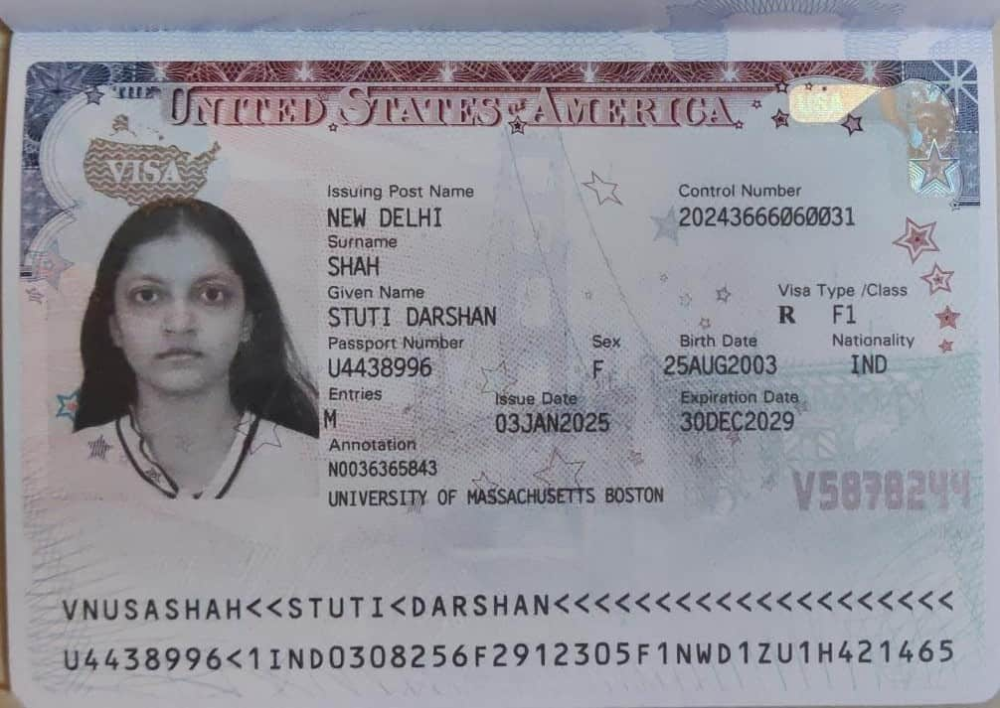 THE UNITED STATES of AMERICA
USA
VISA
Issuing Post Name
NEW DELHI
Control Number
20243666060031
Surname
SHAH
Given Name
STUTI DARSHAN
Visa Type /Class
R F1
Passport Number
U4438996
Sex
F
Birth Date
25AUG2003
Nationality
IND
Entries
M
Issue Date
03JAN2025
Expiration Date
30DEC2029
Annotation
N0036365843
UNIVERSITY OF MASSACHUSETTS BOSTON
V5878244
VNUSASHAH<<STUTI<DARSHAN<<<<<<<<<<<<<<<<<<<<
U4438996<1IND0308256F2912305F1NWD1ZU1H421465